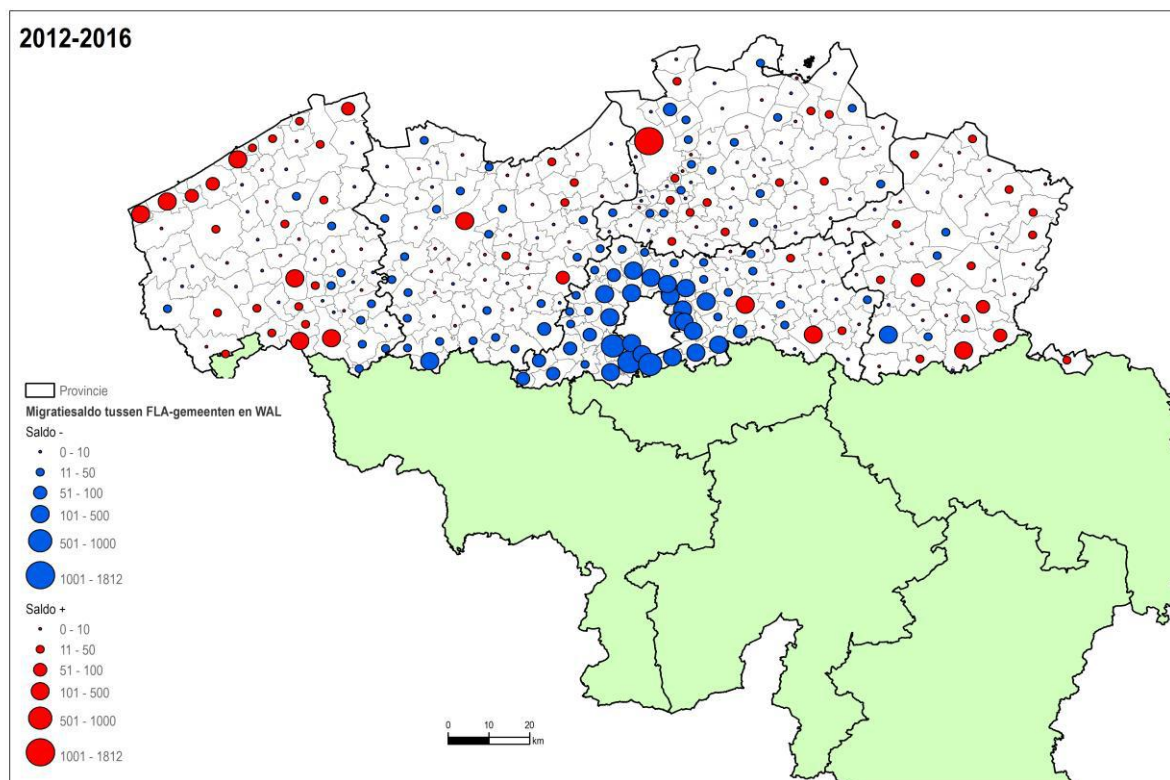 2012-2016
Provincie
Migratiesaldo tussen FLA-gemeenten en WAL
Saldo -
0 - 10
11 - 50
51 - 100
101 - 500
501 - 1000
1001 - 1812
Saldo +
0 - 10
11 - 50
51 - 100
101 - 500
501 - 1000
1001 - 1812
0 10 20
km